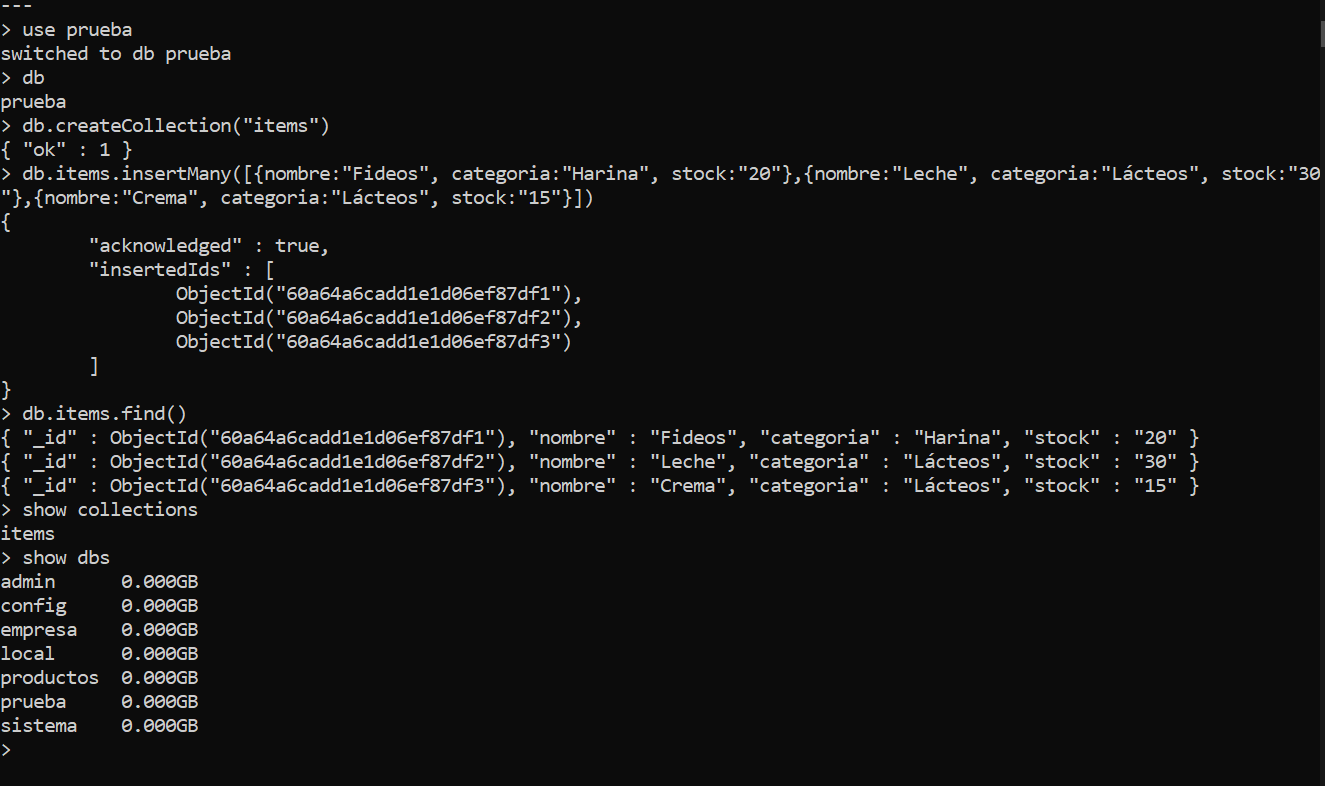 ---
> use prueba
switched to db prueba
> db
prueba
> db.createCollection("items")
{ "ok" : 1 }
> db.items.insertMany([{nombre:"Fideos", categoria:"Harina", stock:"20"},{nombre:"Leche", categoria:"Lácteos", stock:"30
"},{nombre:"Crema", categoria:"Lácteos", stock:"15"}])
{
        "acknowledged" : true,
        "insertedIds" : [
                ObjectId("60a64a6cadd1e1d06ef87df1"),
                ObjectId("60a64a6cadd1e1d06ef87df2"),
                ObjectId("60a64a6cadd1e1d06ef87df3")
        ]
}
> db.items.find()
{ "_id" : ObjectId("60a64a6cadd1e1d06ef87df1"), "nombre" : "Fideos", "categoria" : "Harina", "stock" : "20" }
{ "_id" : ObjectId("60a64a6cadd1e1d06ef87df2"), "nombre" : "Leche", "categoria" : "Lácteos", "stock" : "30" }
{ "_id" : ObjectId("60a64a6cadd1e1d06ef87df3"), "nombre" : "Crema", "categoria" : "Lácteos", "stock" : "15" }
> show collections
items
> show dbs
admin      0.000GB
config     0.000GB
empresa    0.000GB
local      0.000GB
productos  0.000GB
prueba     0.000GB
sistema    0.000GB
>